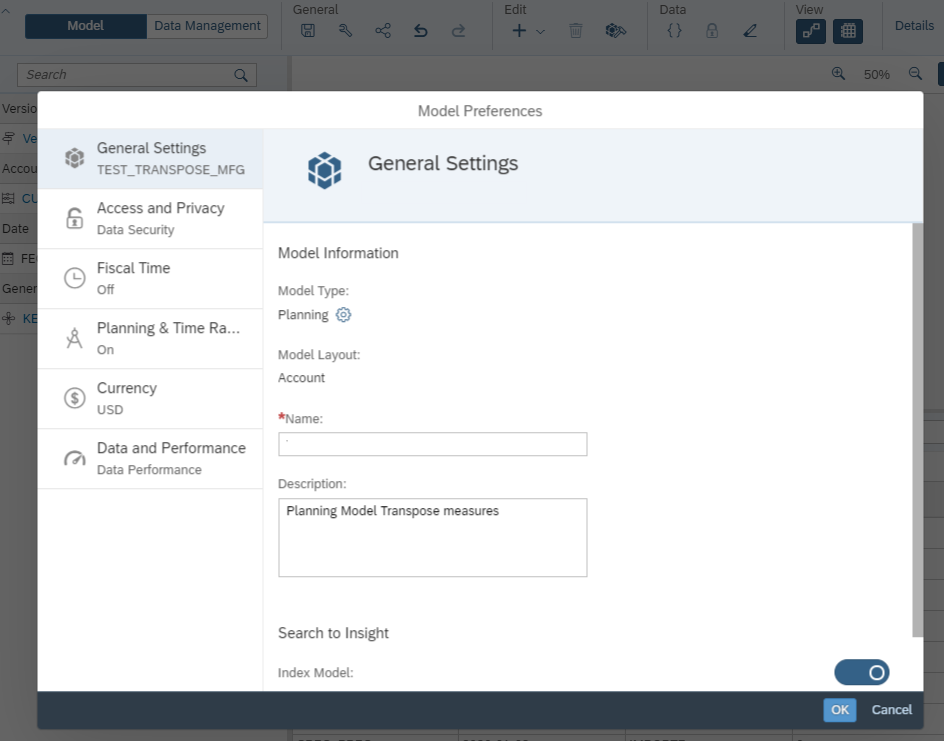 General
Edit
Data
View
Model
Data Management
Details
Search
50%
Versio
Ve
Accou
CU
Date
FE
Gener
KE
Model Preferences
General Settings
TEST_TRANSPOSE_MFG
Access and Privacy
Data Security
Fiscal Time
Off
Planning & Time Ra...
On
Currency
USD
Data and Performance
Data Performance
General Settings
Model Information
Model Type:
Planning
Model Layout:
Account
*Name:
Description:
Planning Model Transpose measures
Search to Insight
Index Model:
OK
Cancel